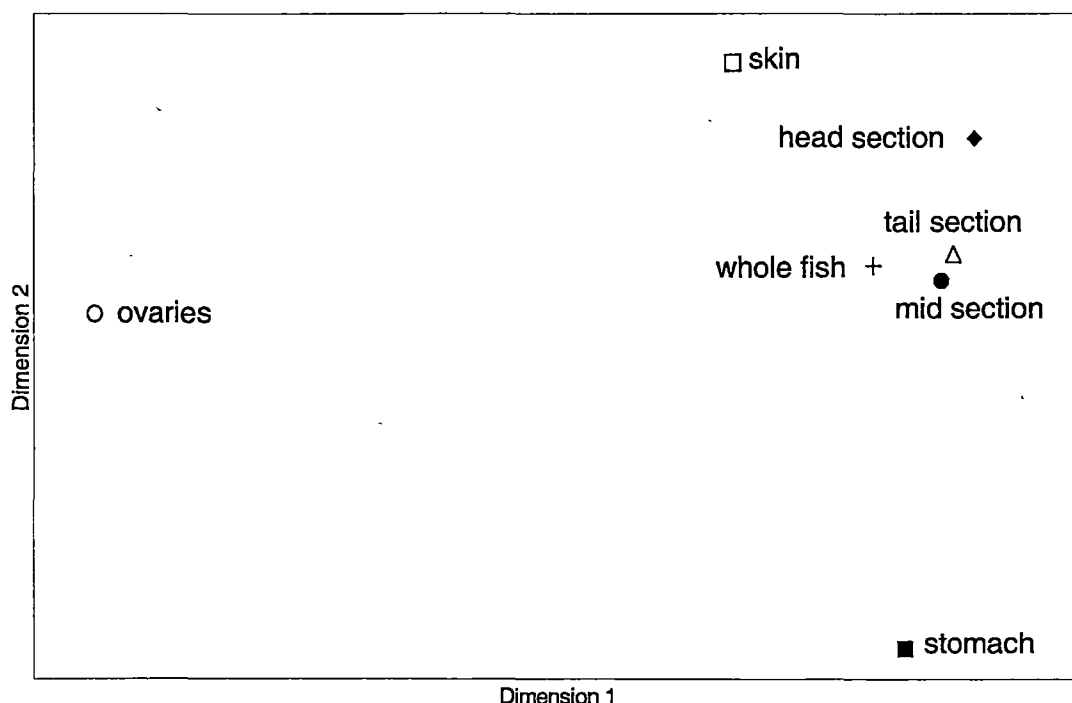 skin
head section
tail section
whole fish
mid section
ovaries
Dimension 2
stomach
Dimension 1